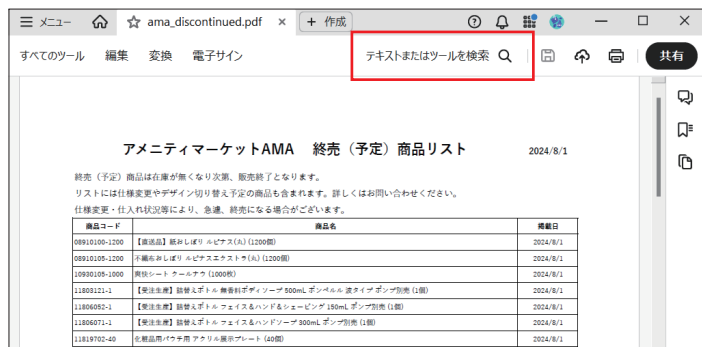 メニュー ama_discontinued.pdf × + 作成
すべてのツール 編集 変換 電子サイン テキストまたはツールを検索 共有
アメニティマーケットAMA 終売（予定）商品リスト 2024/8/1
終売（予定）商品は在庫が無くなり次第、販売終了となります。
リストには仕様変更やデザイン切り替え予定の商品も含まれます。詳しくはお問い合わせください。
仕様変更・仕入れ状況等により、急遽、終売になる場合がございます。
商品コード 商品名 掲載日
08910100-1200 【直送品】紙おしぼり ルピナス(丸) (1200個) 2024/8/1
08910105-1200 不織布おしぼり ルピナスエクストラ(丸) (1200個) 2024/8/1
10930105-1000 爽快シート クールナウ (1000枚) 2024/8/1
11803121-1 【受注生産】詰替えボトル 無香料ボディソープ 500mL ボンペルル 波タイプ ポンプ別売 (1個) 2024/8/1
11806052-1 【受注生産】詰替えボトル フェイス＆ハンド＆シェービング 150mL ポンプ別売 (1個) 2024/8/1
11806071-1 【受注生産】詰替えボトル フェイス＆ハンドソープ 300mL ポンプ別売 (1個) 2024/8/1
11819702-40 化粧品用パウチ用 アクリル展示プレート (40個) 2024/8/1